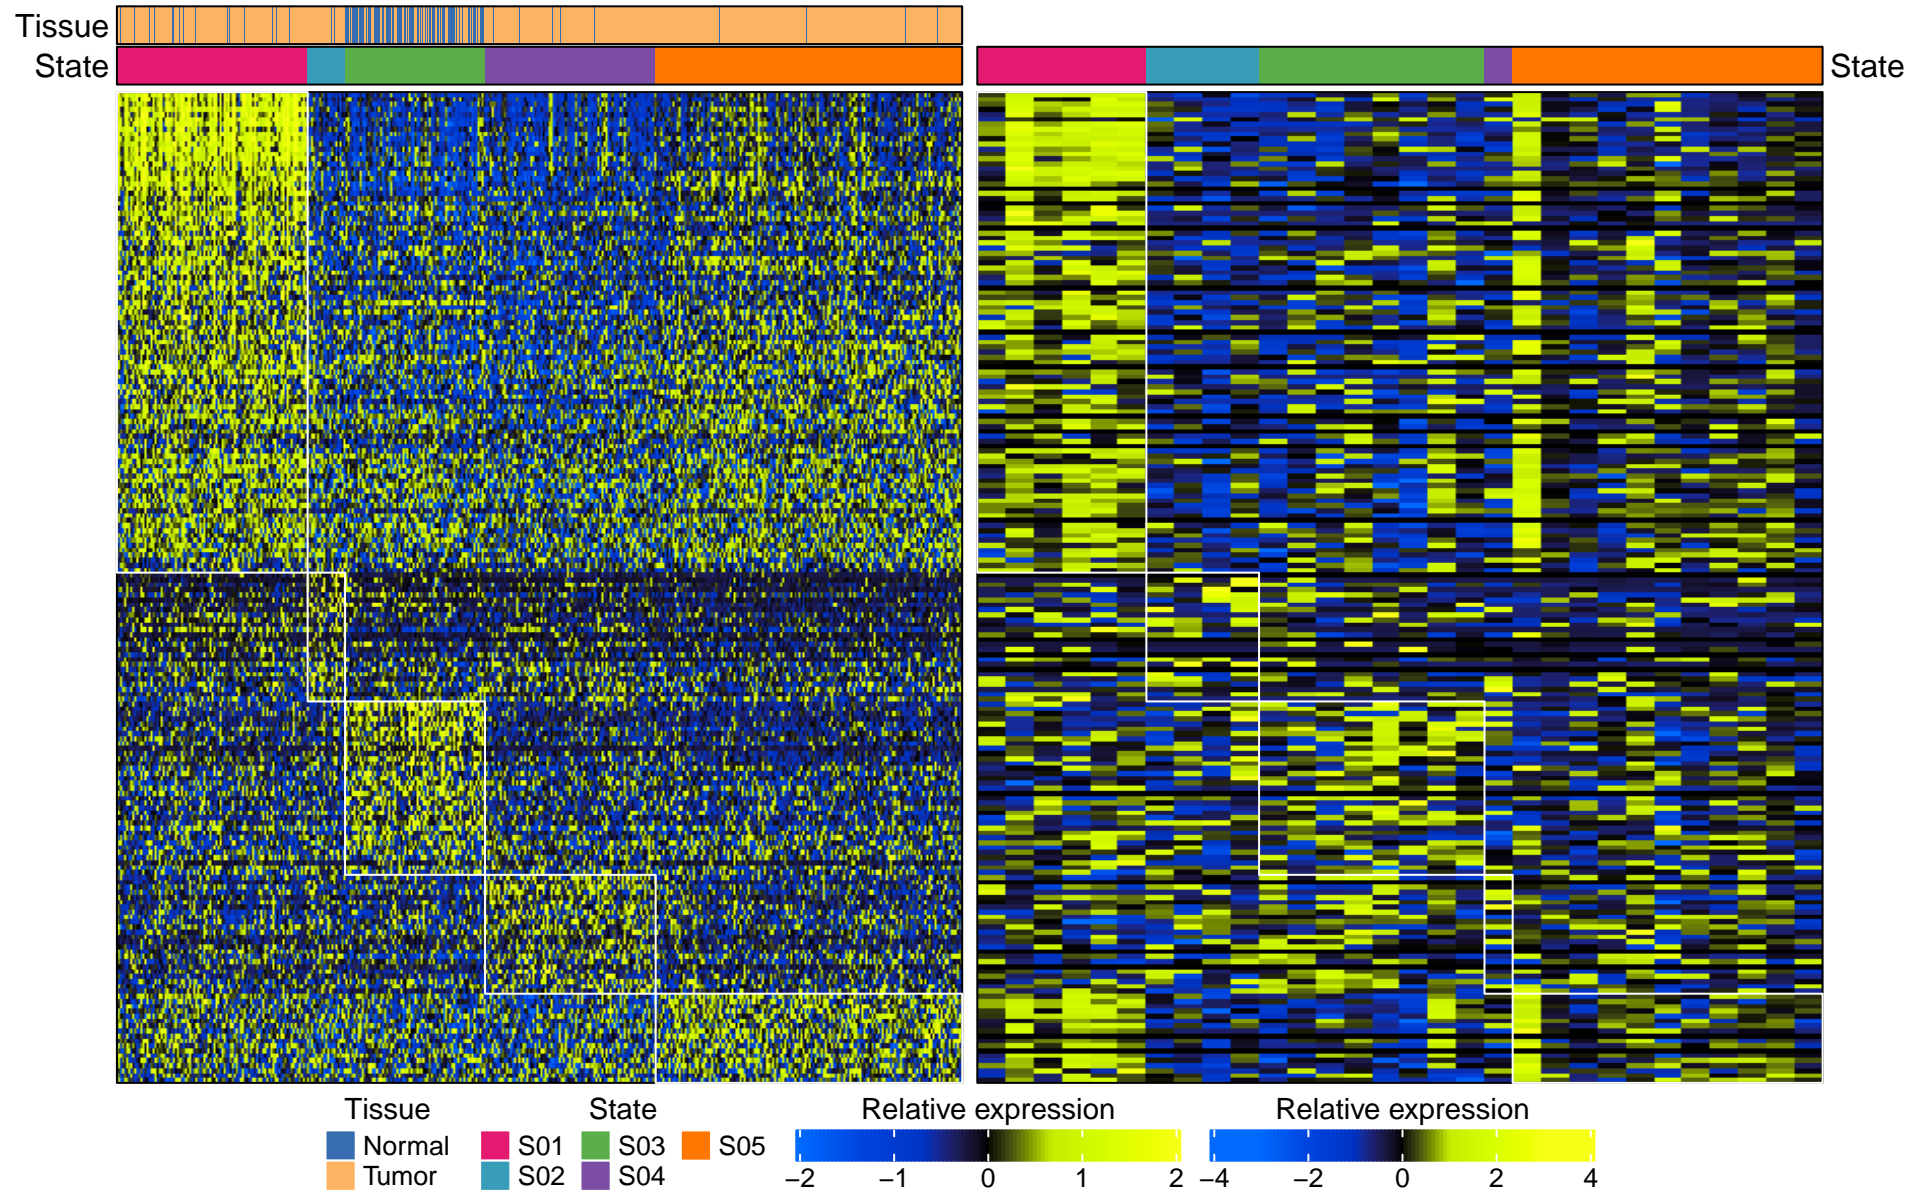 Tissue
State
State
Tissue
Normal
Tumor
State
S01
S02
S03
S04
S05
Relative expression
−2 −1 0 1 2
Relative expression
−4 −2 0 2 4